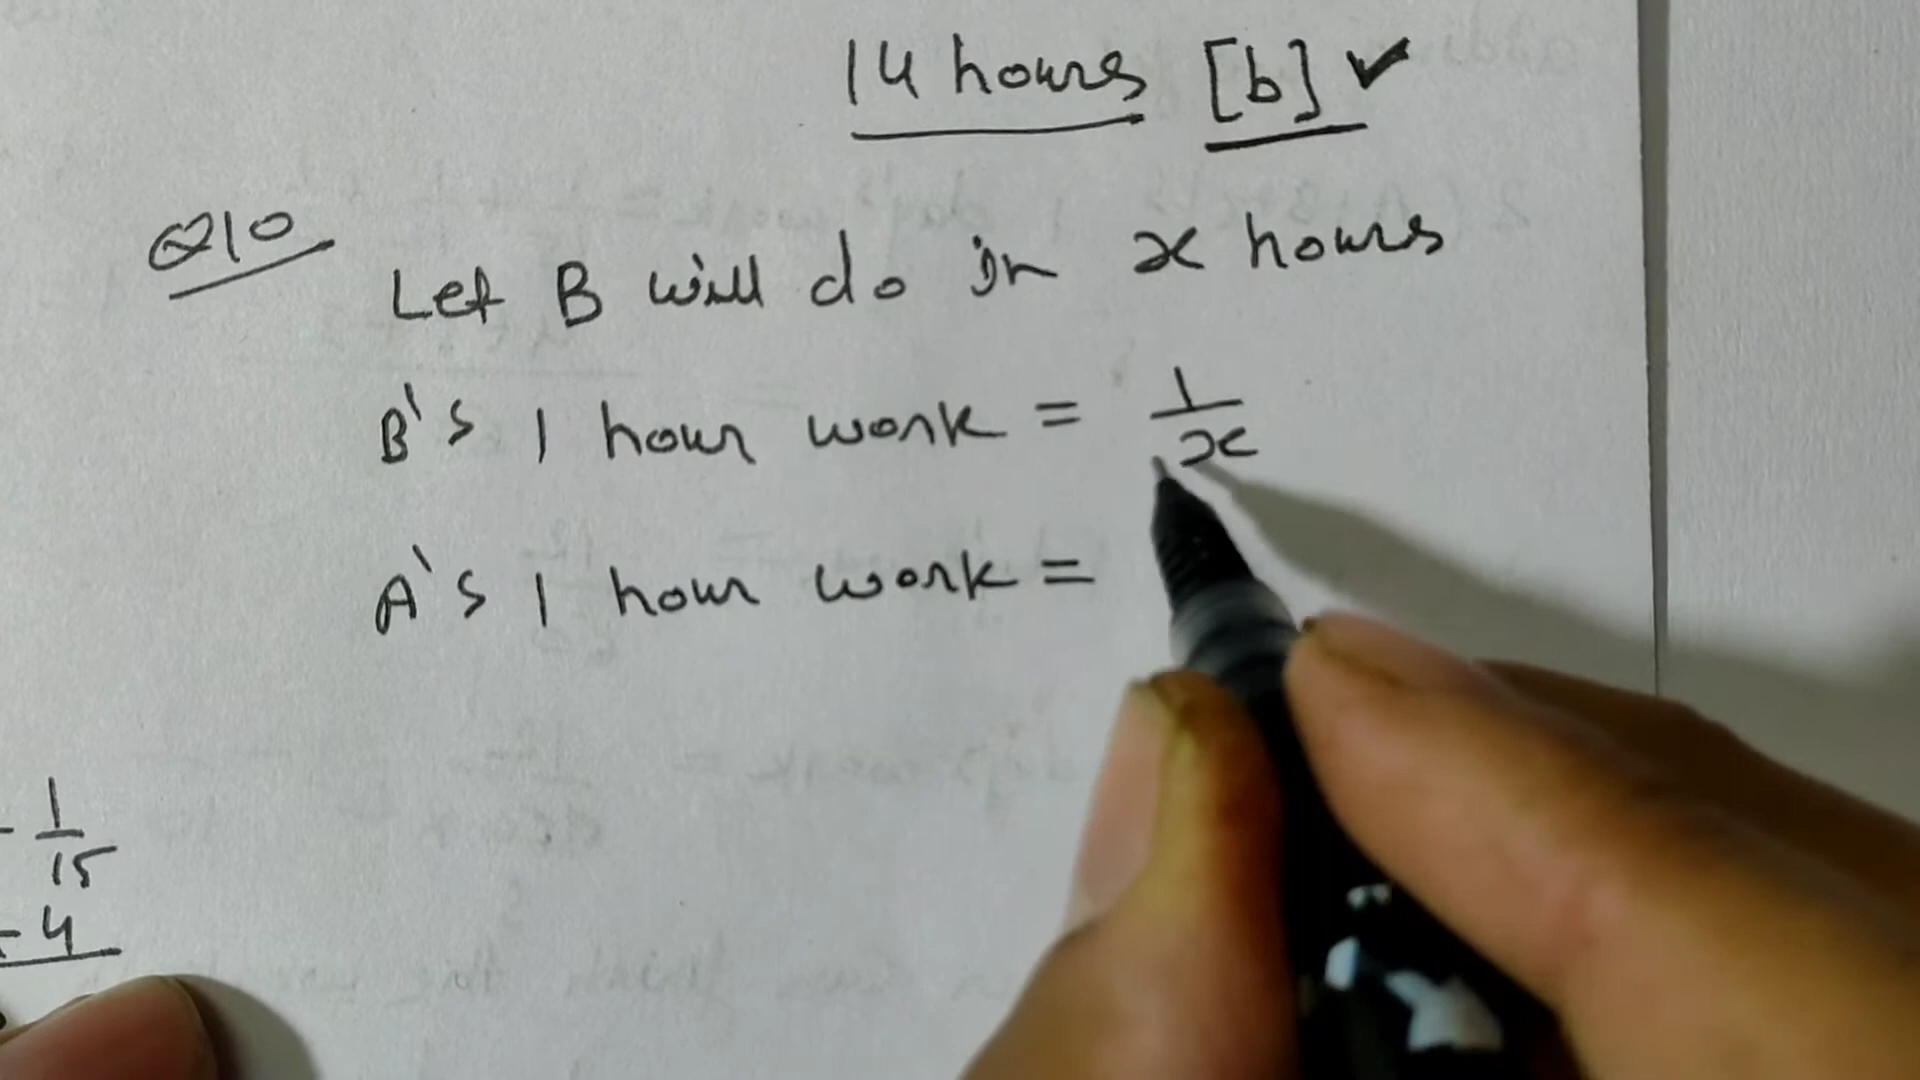 14 hours [b] ✔
Q10
Let B will do in x hours
B's 1 hour work = 1/x
A's 1 hour work =
- 1/15
4